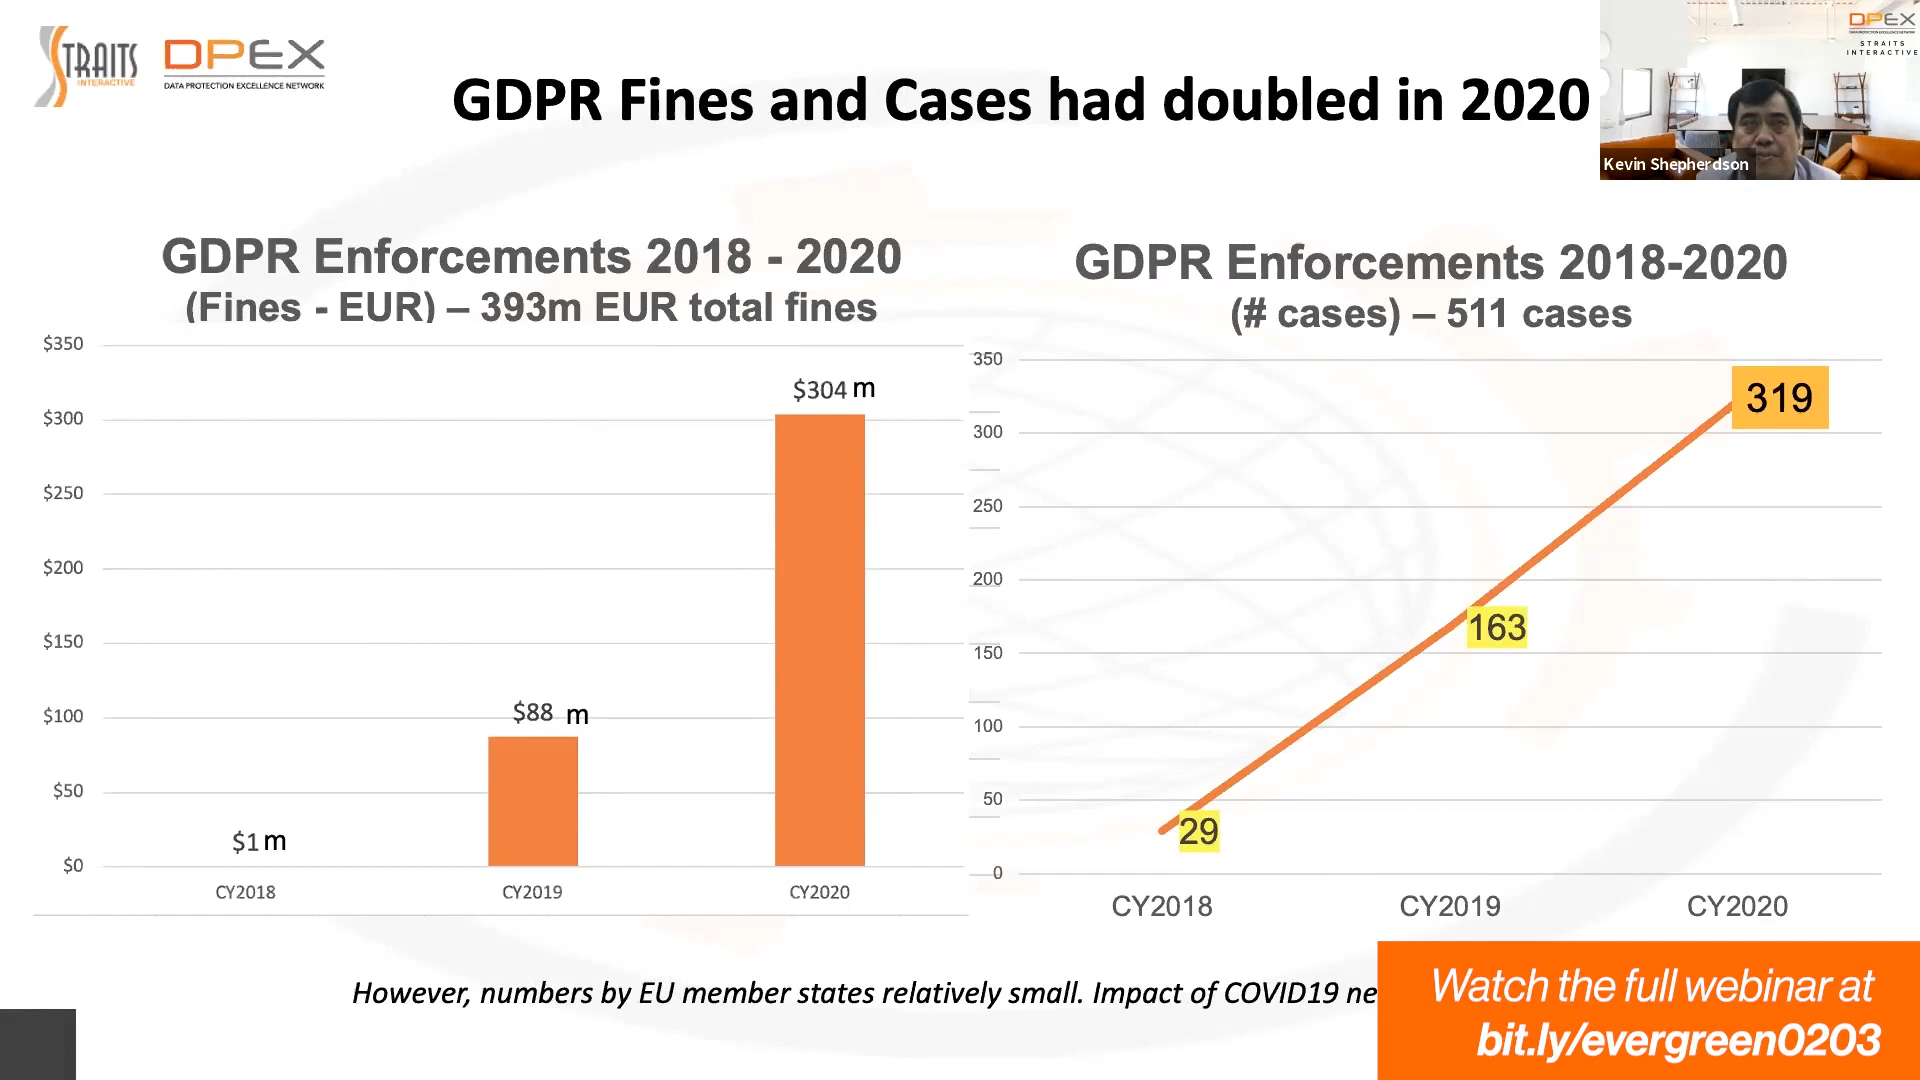 STRAITS
INTERACTIVE
DPEX
DATA PROTECTION EXCELLENCE NETWORK
GDPR Fines and Cases had doubled in 2020
DPEX
DATA PROTECTION EXCELLENCE NETWORK
STRAITS
INTERACTIVE
Kevin Shepherdson
GDPR Enforcements 2018 - 2020
(Fines - EUR) – 393m EUR total fines
$350
$300
$250
$200
$150
$100
$50
$0
$1 m
$88 m
$304 m
CY2018
CY2019
CY2020
GDPR Enforcements 2018-2020
(# cases) – 511 cases
350
300
250
200
150
100
50
0
29
163
319
CY2018
CY2019
CY2020
However, numbers by EU member states relatively small. Impact of COVID19 ne
Watch the full webinar at
bit.ly/evergreen0203